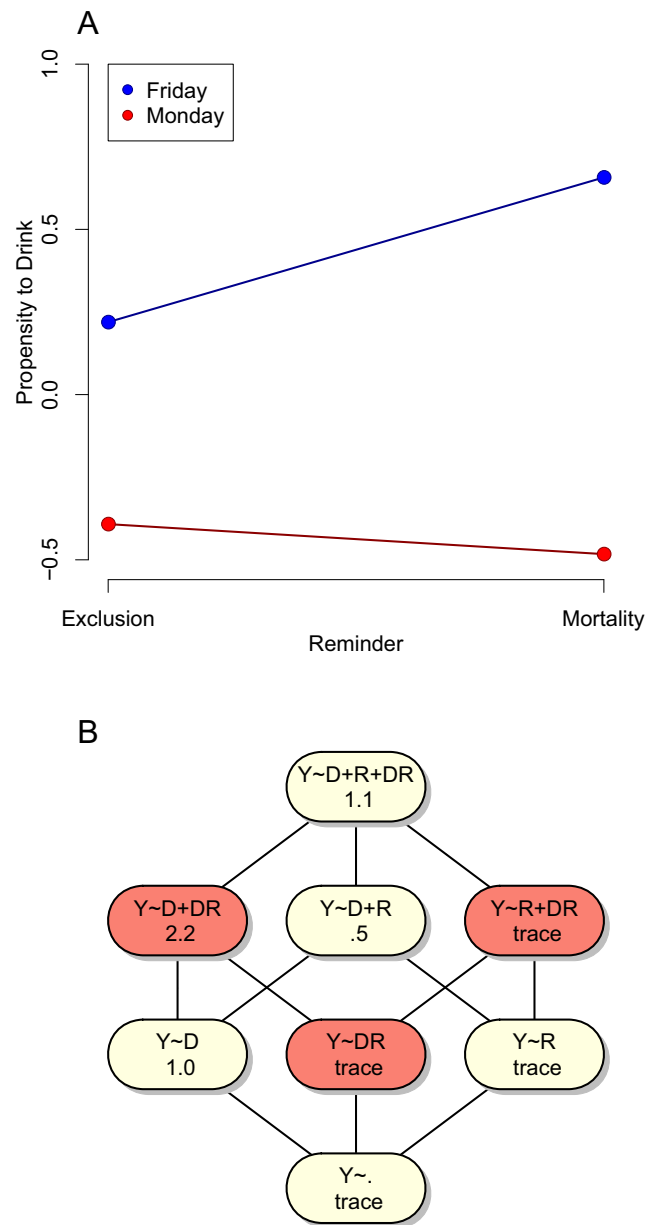 A
Friday
Monday
Propensity to Drink
1.0
0.5
0.0
−0.5
Exclusion
Mortality
Reminder
B
Y~D+R+DR
1.1
Y~D+DR
2.2
Y~D+R
.5
Y~R+DR
trace
Y~D
1.0
Y~DR
trace
Y~R
trace
Y~.
trace